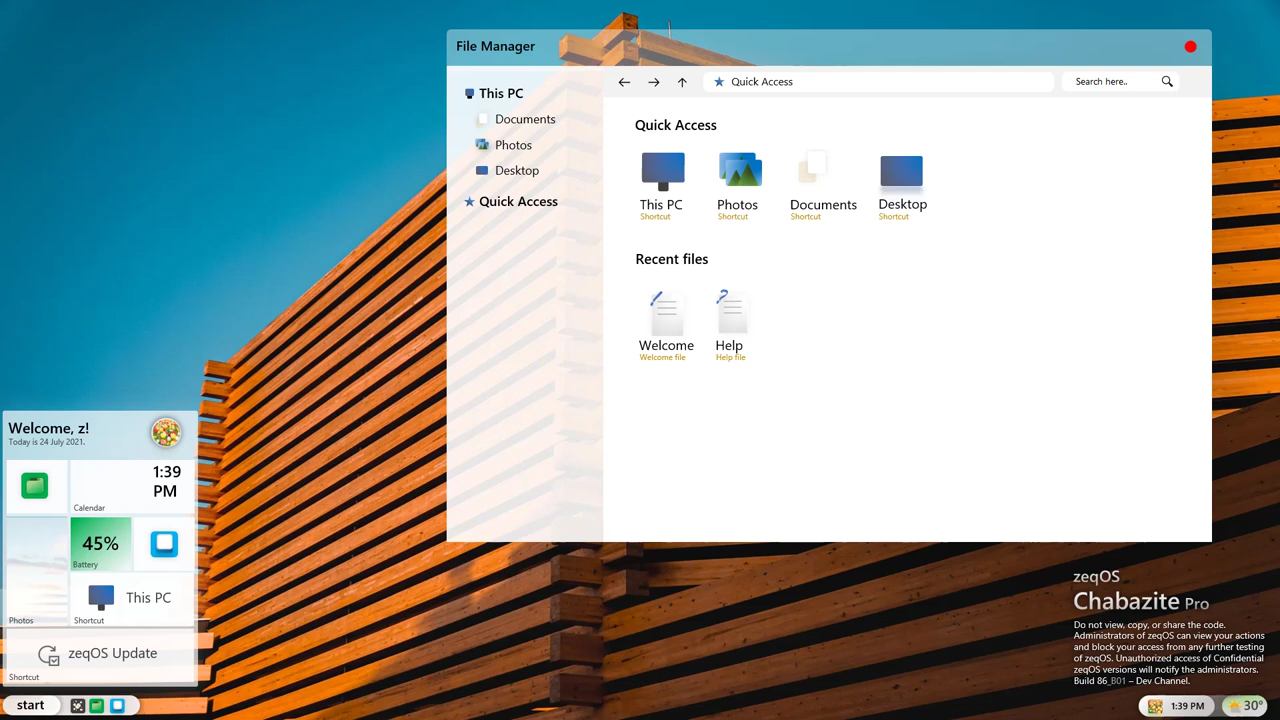 File Manager
This PC
Documents
Photos
Desktop
Quick Access
Quick Access
Search here..
Quick Access
This PC
Shortcut
Photos
Shortcut
Documents
Shortcut
Desktop
Shortcut
Recent files
Welcome
Welcome file
Help
Help file
Welcome, z!
Today is 24 July 2021.
1:39
PM
Calendar
45%
Battery
Photos
This PC
Shortcut
zeqOS Update
Shortcut
zeqOS
Chabazite Pro
Do not view, copy, or share the code.
Administrators of zeqOS can view your actions
and block your access from any further testing
of zeqOS. Unauthorized access of Confidential
zeqOS versions will notify the administrators.
Build 86_B01 – Dev Channel.
start
1:39 PM
30°